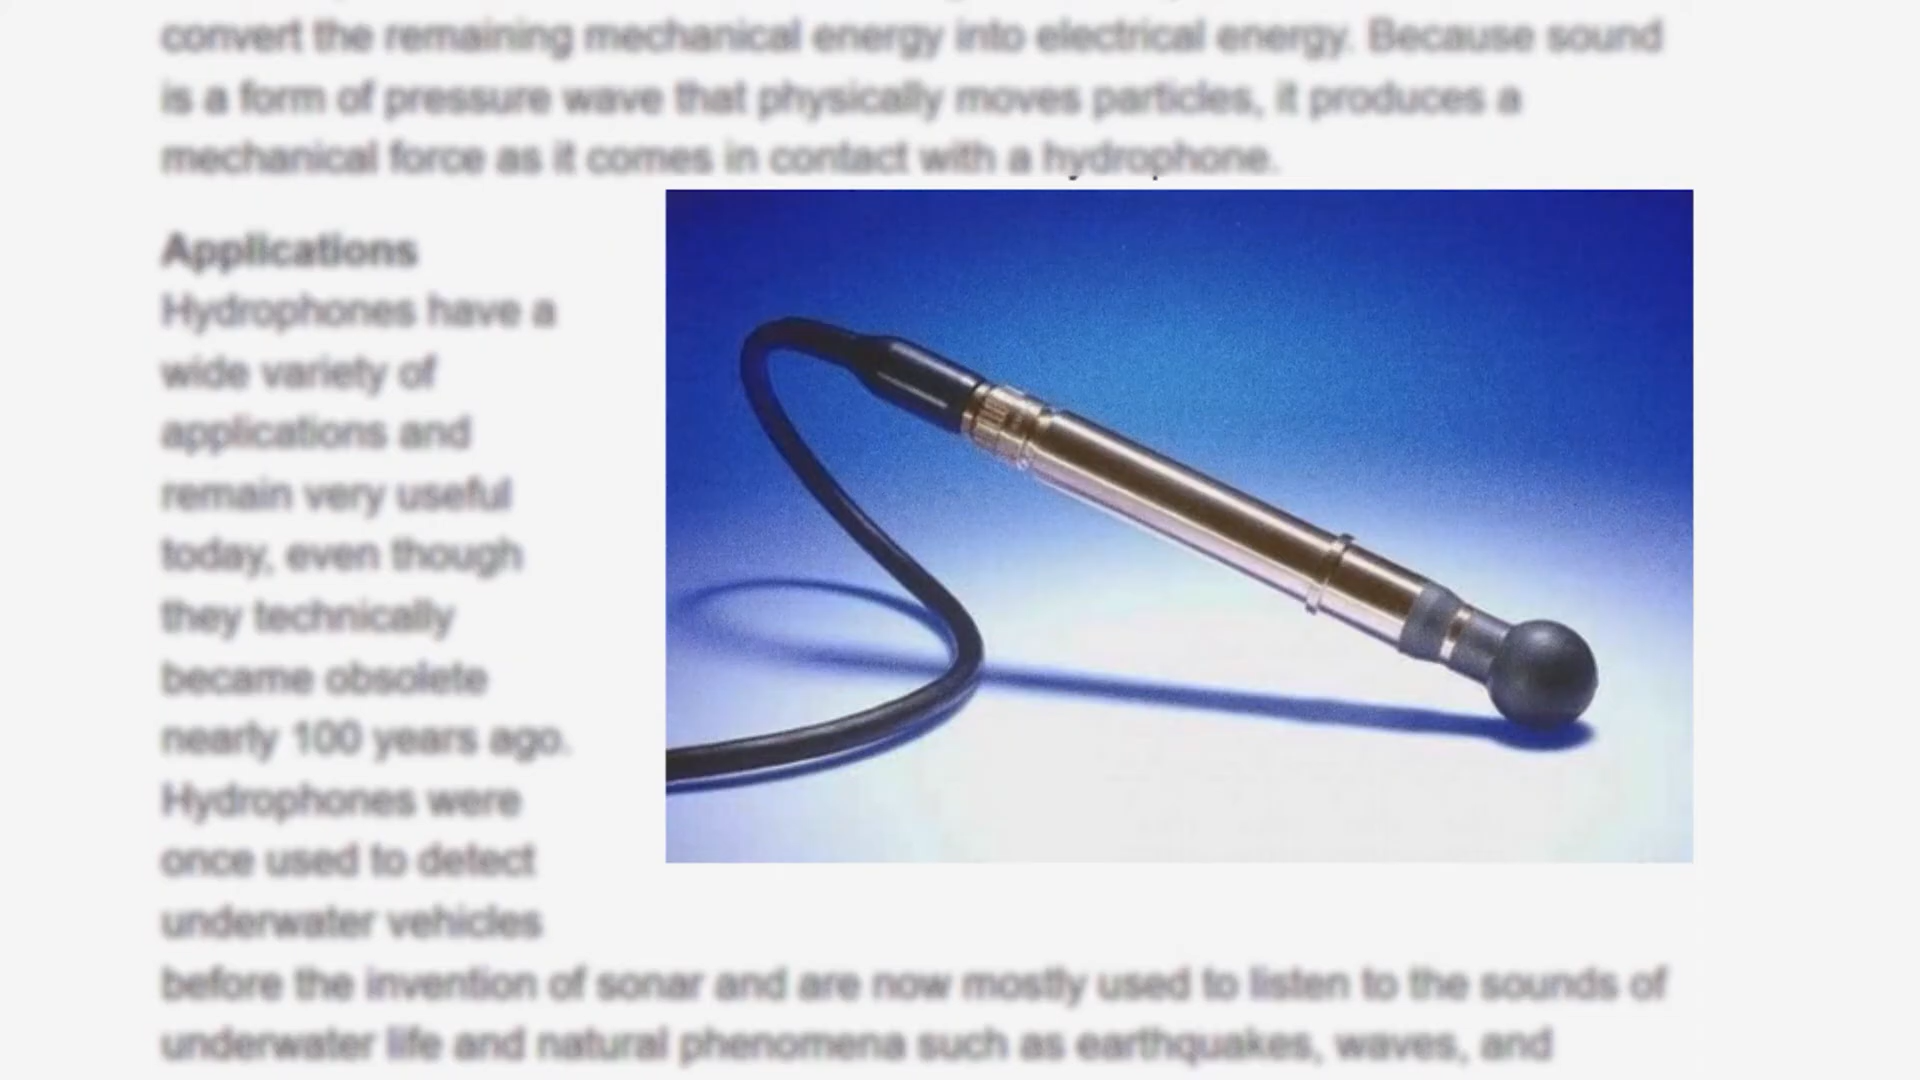 convert the remaining mechanical energy into electrical energy. Because sound
is a form of pressure wave that physically moves particles, it produces a
mechanical force as it comes in contact with a hydrophone.
Applications
Hydrophones have a
wide variety of
applications and
remain very useful
today, even though
they technically
became obsolete
nearly 100 years ago.
Hydrophones were
once used to detect
underwater vehicles
before the invention of sonar and are now mostly used to listen to the sounds of
underwater life and natural phenomena such as earthquakes, waves, and